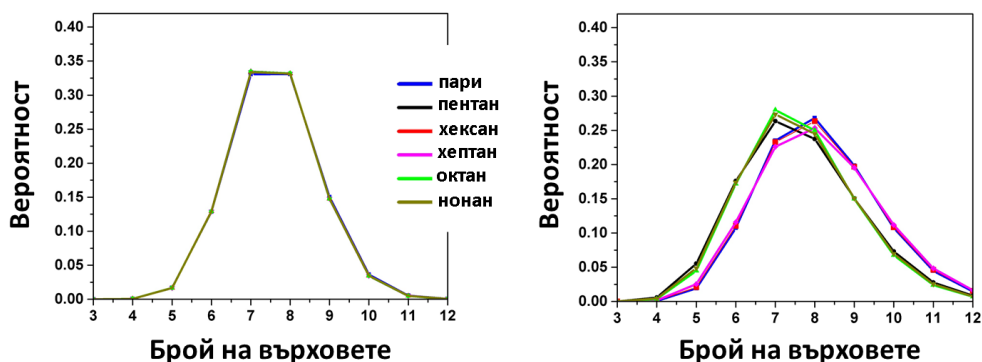 0.40
0.35
0.30
0.25
0.20
0.15
0.10
0.05
0.00
Вероятност
3 4 5 6 7 8 9 10 11 12
Брой на върховете
пари
пентан
хексан
хептан
октан
нонан
0.40
0.35
0.30
0.25
0.20
0.15
0.10
0.05
0.00
Вероятност
3 4 5 6 7 8 9 10 11 12
Брой на върховете